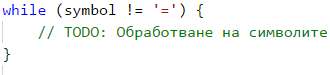 while (symbol != '=') {
    // TODO: Обработване на символите
}